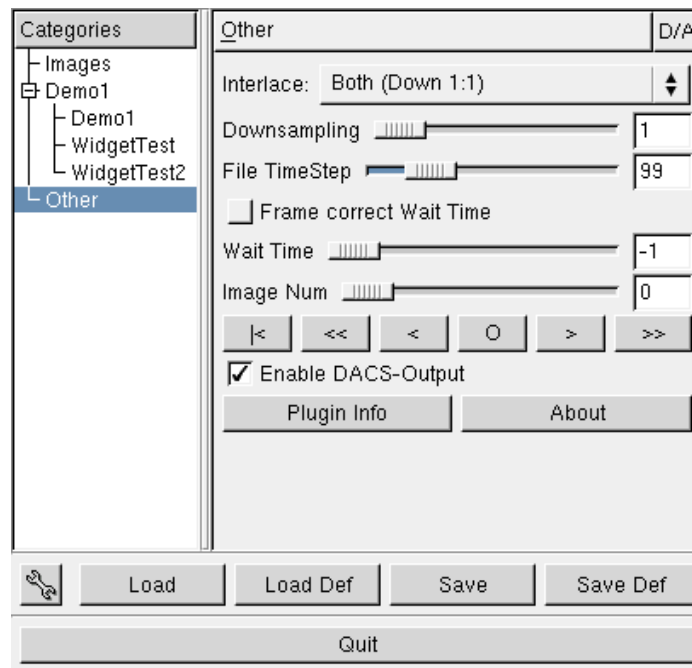 Categories
Images
Demo1
Demo1
WidgetTest
WidgetTest2
Other
Other D/A
Interlace: Both (Down 1:1)
Downsampling 1
File TimeStep 99
Frame correct Wait Time
Wait Time -1
Image Num 0
|< << < O > >>
Enable DACS-Output
Plugin Info About
Load Load Def Save Save Def
Quit